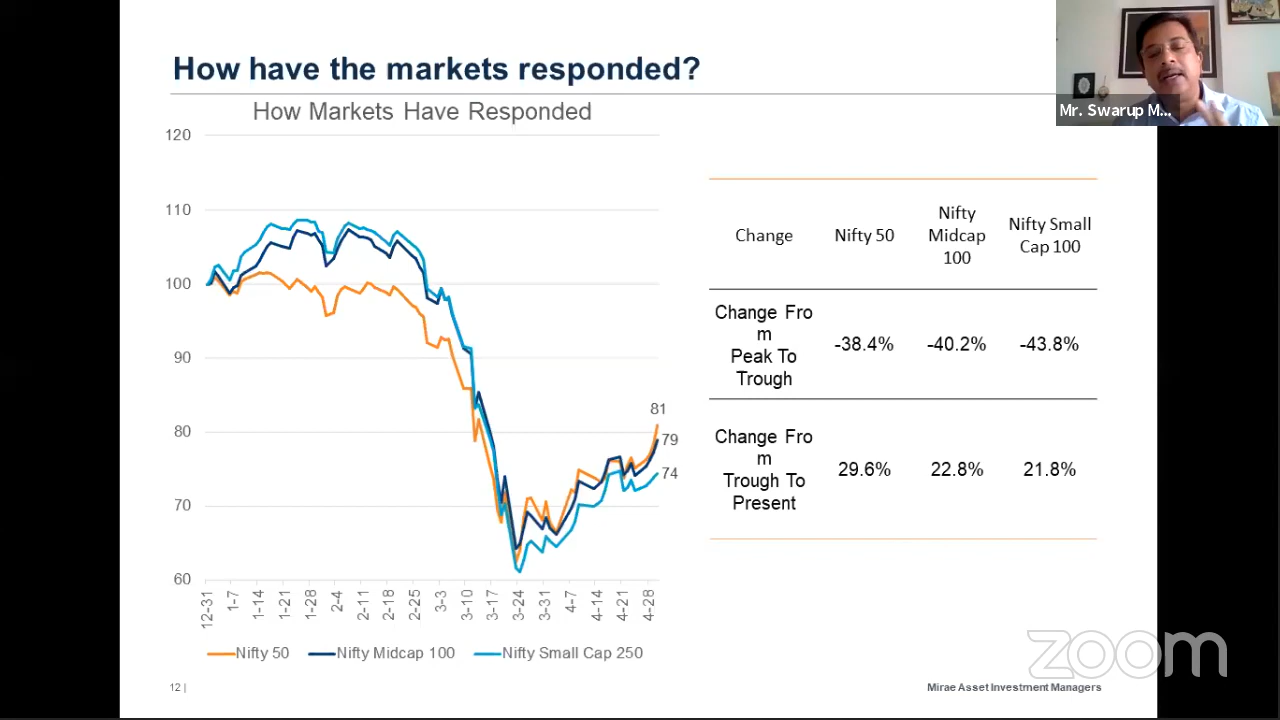 How have the markets responded?
Mr. Swarup M...
How Markets Have Responded
120
110
100
90
80
70
60
81
79
74
12-31
1-7
1-14
1-21
1-28
2-4
2-11
2-18
2-25
3-3
3-10
3-17
3-24
3-31
4-7
4-14
4-21
4-28
Nifty 50
Nifty Midcap 100
Nifty Small Cap 250
Change
Nifty 50
Nifty
Midcap
100
Nifty Small
Cap 100
Change Fro
m
Peak To
Trough
-38.4%
-40.2%
-43.8%
Change Fro
m
Trough To
Present
29.6%
22.8%
21.8%
zoom
12 |
Mirae Asset Investment Managers